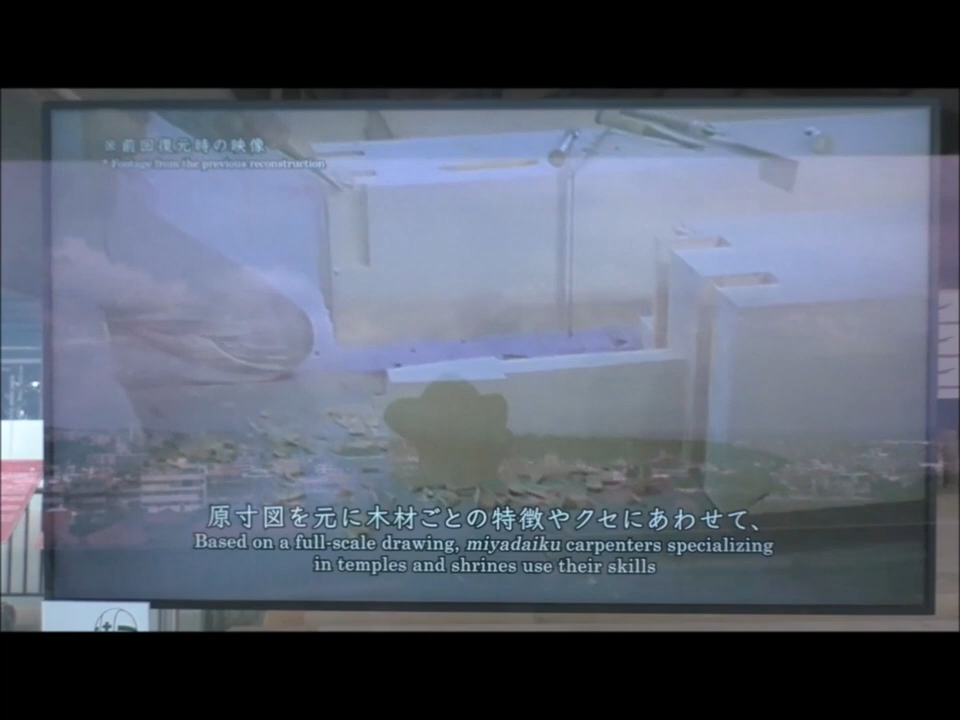 ※前回復元時の映像
* Footage from the previous reconstruction
原寸図を元に木材ごとの特徴やクセにあわせて、
Based on a full-scale drawing, miyadaiku carpenters specializing
in temples and shrines use their skills